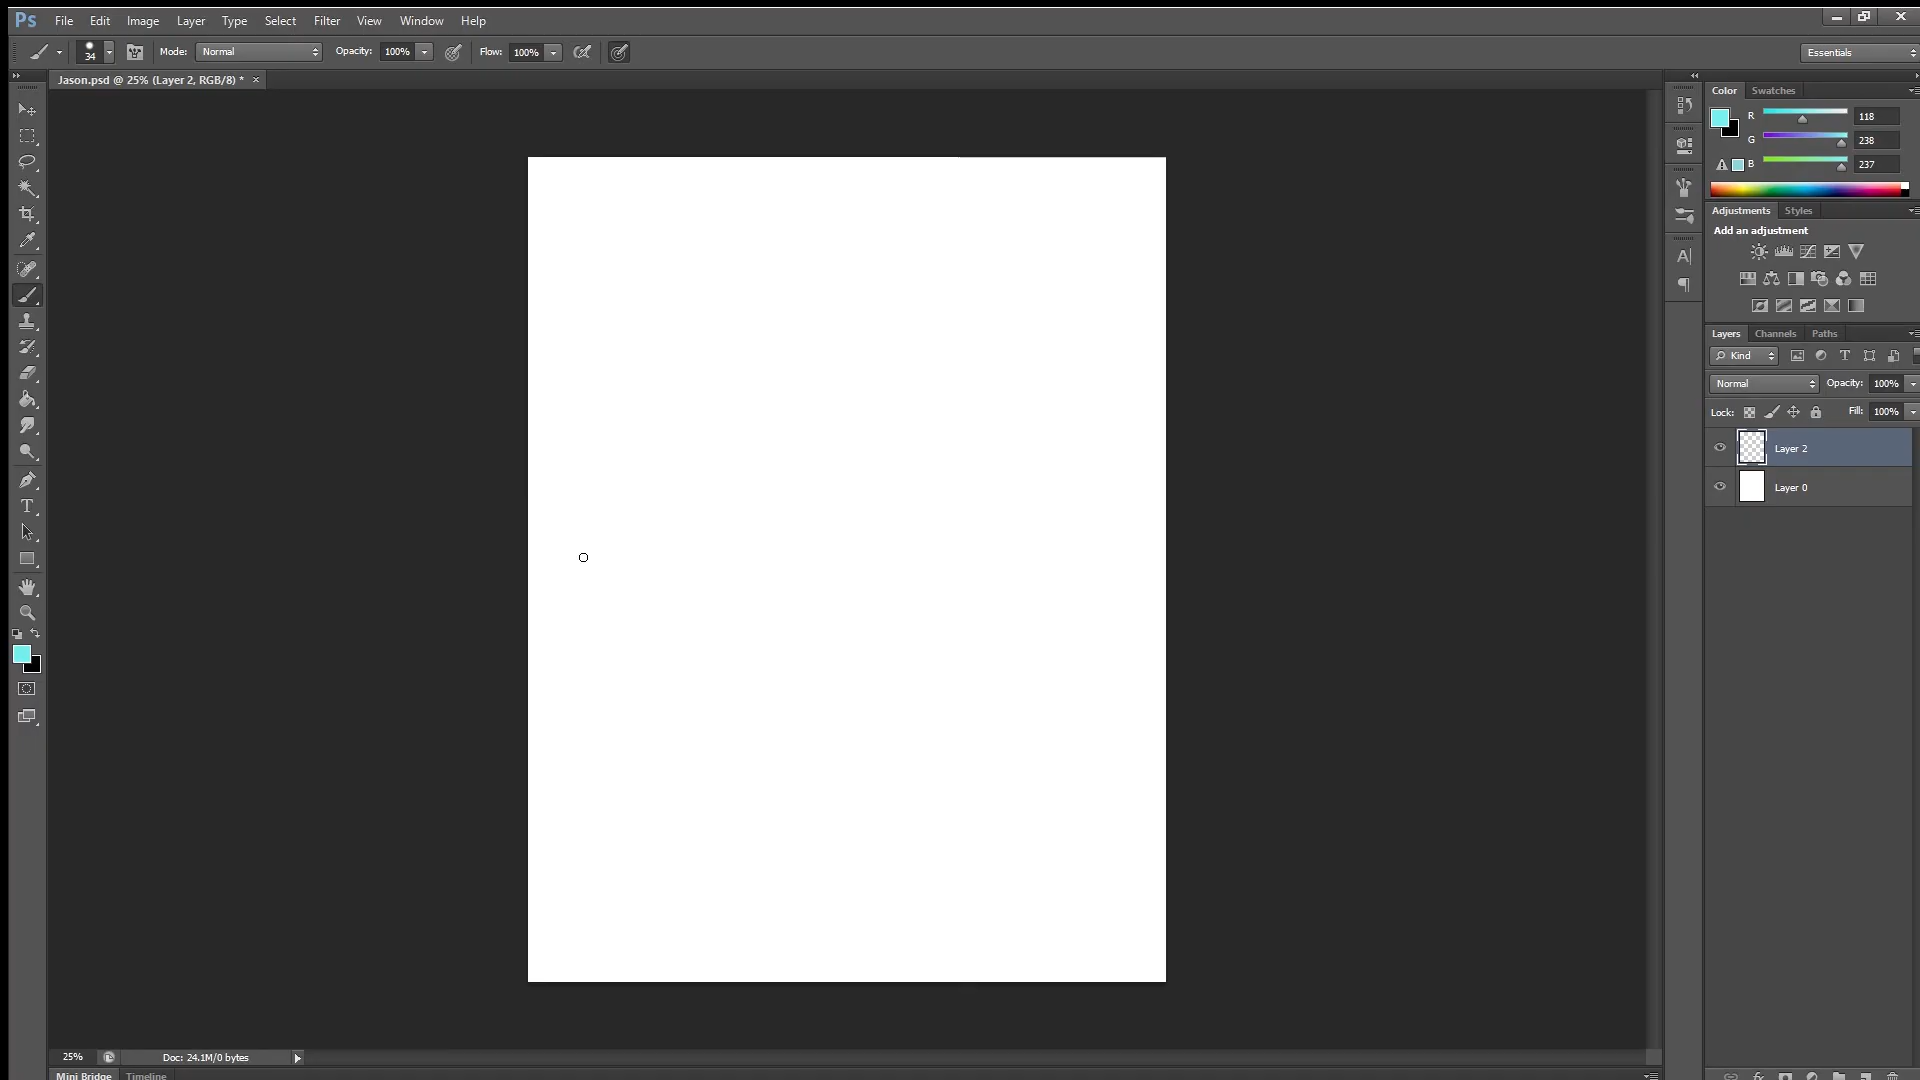 Ps File Edit Image Layer Type Select Filter View Window Help
34 Mode: Normal Opacity: 100% Flow: 100% Essentials
Jason.psd @ 25% (Layer 2, RGB/8) * ×
Color Swatches
R 118
G 238
B 237
Adjustments Styles
Add an adjustment
Layers Channels Paths
Kind
Normal Opacity: 100%
Lock: Fill: 100%
Layer 2
Layer 0
25% Doc: 24.1M/0 bytes
Mini Bridge Timeline